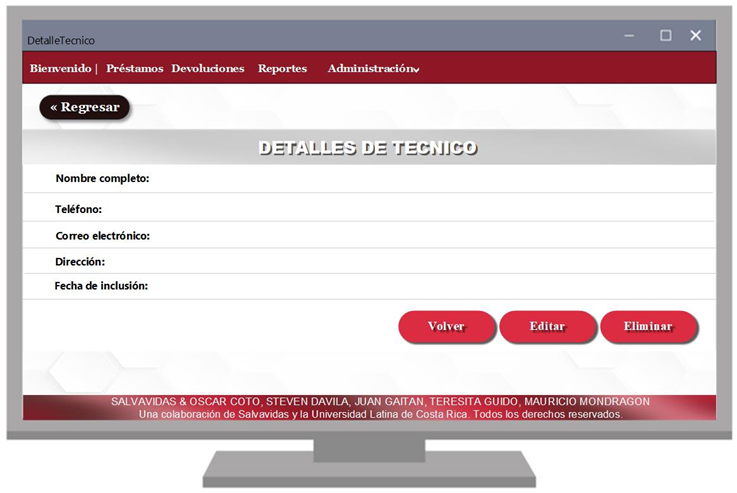 DetalleTecnico
Bienvenido | Préstamos Devoluciones Reportes Administración
« Regresar
DETALLES DE TECNICO
Nombre completo:
Teléfono:
Correo electrónico:
Dirección:
Fecha de inclusión:
Volver Editar Eliminar
SALVAVIDAS & OSCAR COTO, STEVEN DAVILA, JUAN GAITAN, TERESITA GUIDO, MAURICIO MONDRAGON
Una colaboración de Salvavidas y la Universidad Latina de Costa Rica. Todos los derechos reservados.